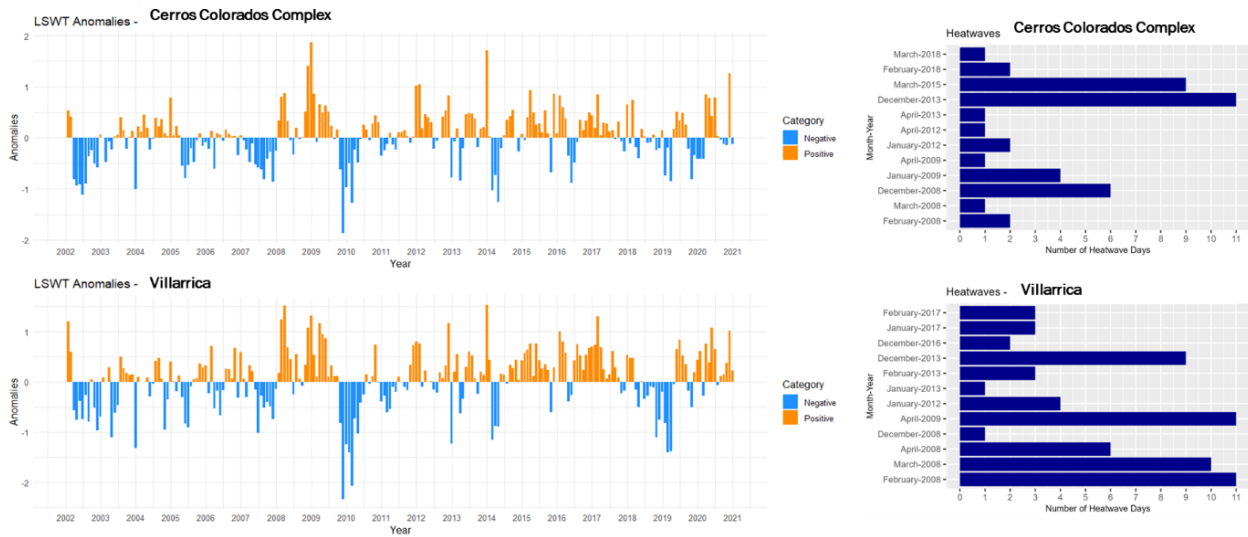 LSWT Anomalies - Cerros Colorados Complex
2
1
0
-1
-2
Anomalies
2002 2003 2004 2005 2006 2007 2008 2009 2010 2011 2012 2013 2014 2015 2016 2017 2018 2019 2020 2021
Year
Category
Negative
Positive
Heatwaves Cerros Colorados Complex
March-2018
February-2018
March-2015
December-2013
April-2013
April-2012
January-2012
April-2009
January-2009
December-2008
March-2008
February-2008
Month-Year
0 1 2 3 4 5 6 7 8 9 10 11
Number of Heatwave Days
LSWT Anomalies - Villarrica
1
0
-1
-2
Anomalies
2002 2003 2004 2005 2006 2007 2008 2009 2010 2011 2012 2013 2014 2015 2016 2017 2018 2019 2020 2021
Year
Category
Negative
Positive
Heatwaves - Villarrica
February-2017
January-2017
December-2016
December-2013
February-2013
January-2013
January-2012
April-2009
December-2008
April-2008
March-2008
February-2008
Month-Year
0 1 2 3 4 5 6 7 8 9 10 11
Number of Heatwave Days